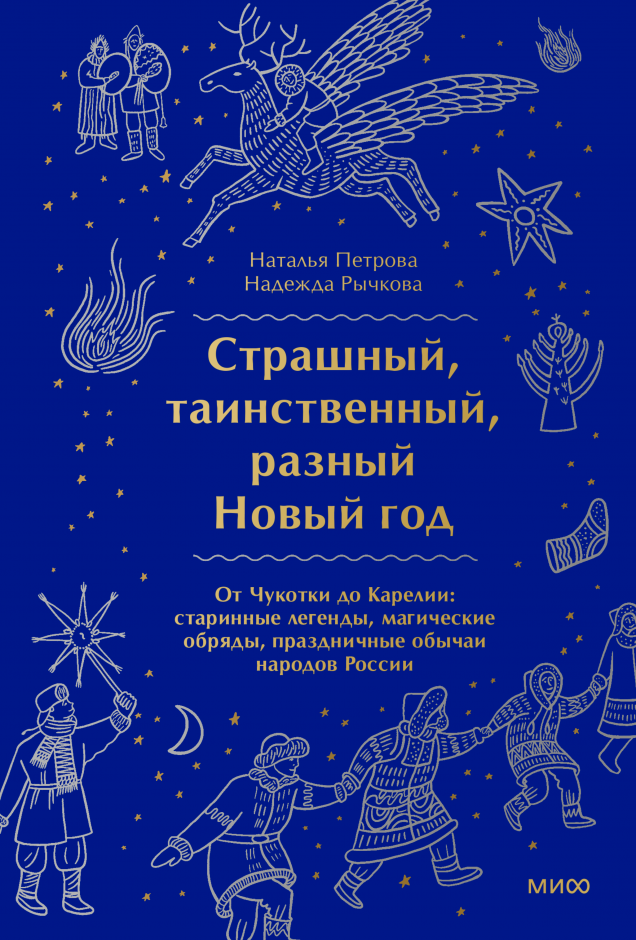 Наталья Петрова
Надежда Рычкова
Страшный,
таинственный,
разный
Новый год
От Чукотки до Карелии:
старинные легенды, магические
обряды, праздничные обычаи
народов России
МИФ